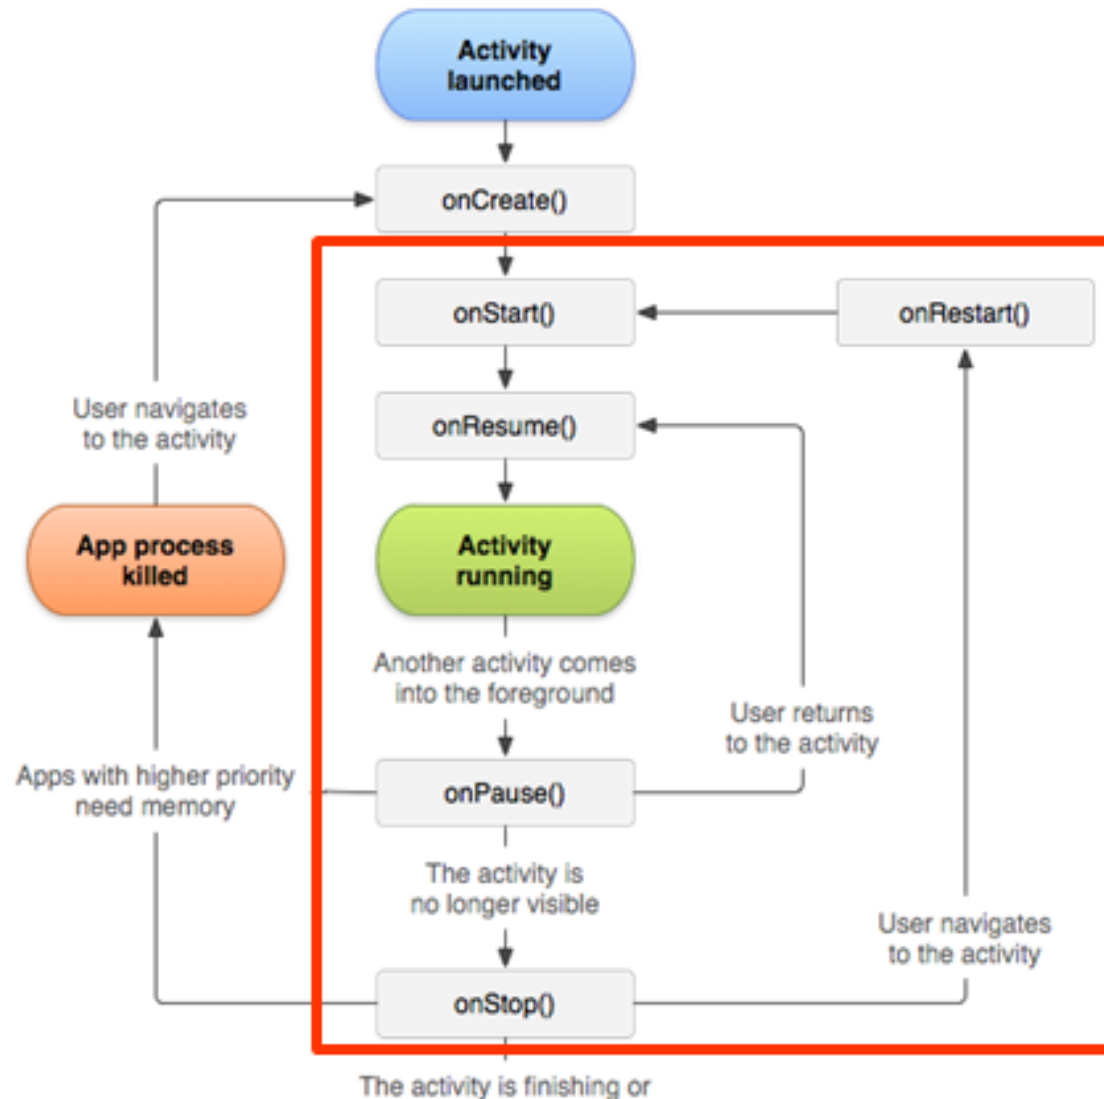 Activity
launched
onCreate()
onStart()
onRestart()
onResume()
User navigates
to the activity
App process
killed
Activity
running
Another activity comes
into the foreground
User returns
to the activity
Apps with higher priority
need memory
onPause()
The activity is
no longer visible
User navigates
to the activity
onStop()
The activity is finishing or